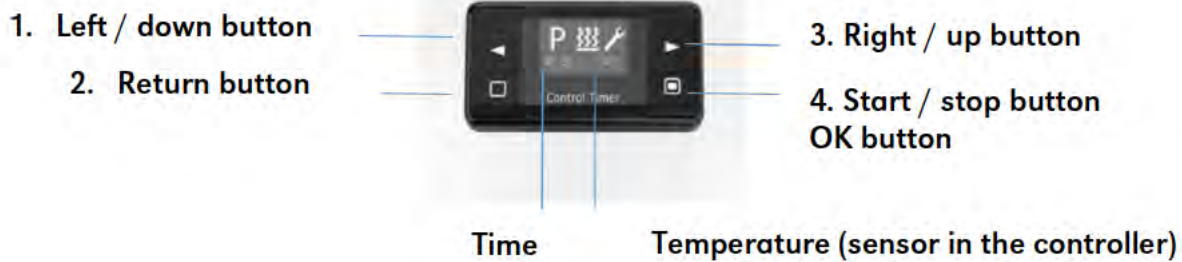 1. Left / down button
2. Return button
P
Control Timer
3. Right / up button
4. Start / stop button
OK button
Time
Temperature (sensor in the controller)